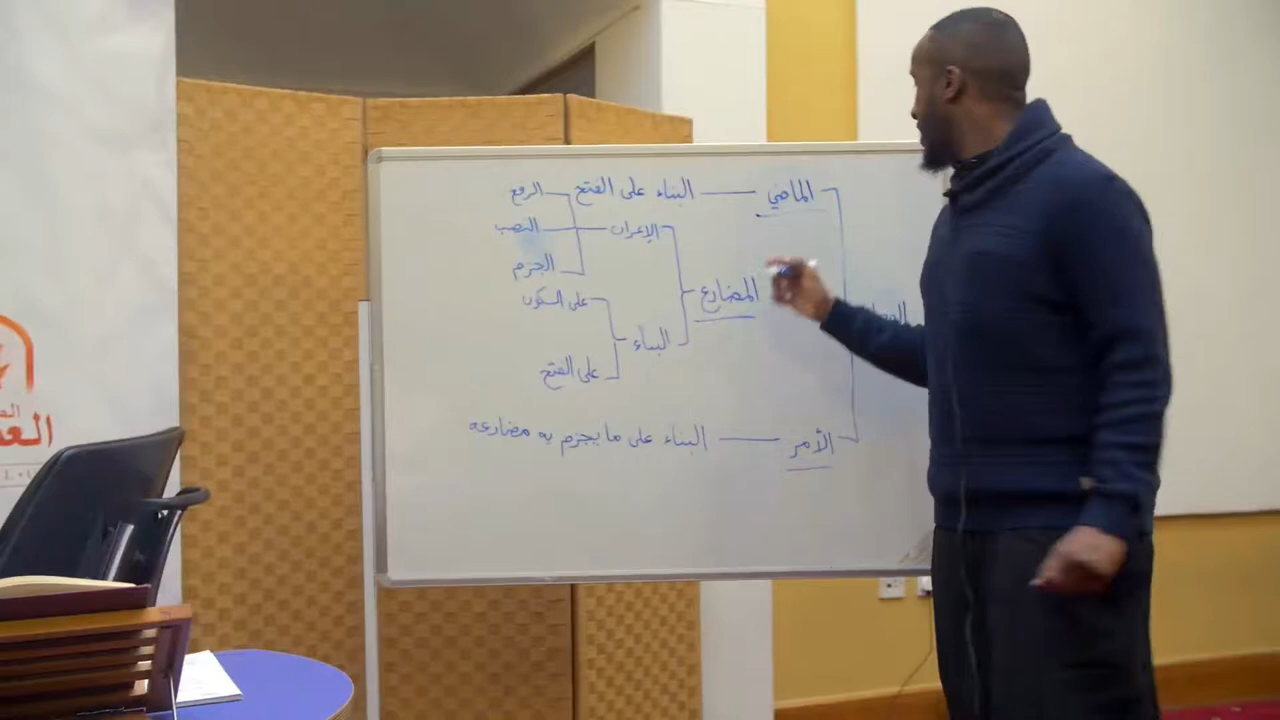 الماضي — البناء على الفتح
المضارع
الإعراب
الرفع
النصب
الجزم
البناء
على السكون
على الفتح
الأمر — البناء على ما يجزم به مضارعه